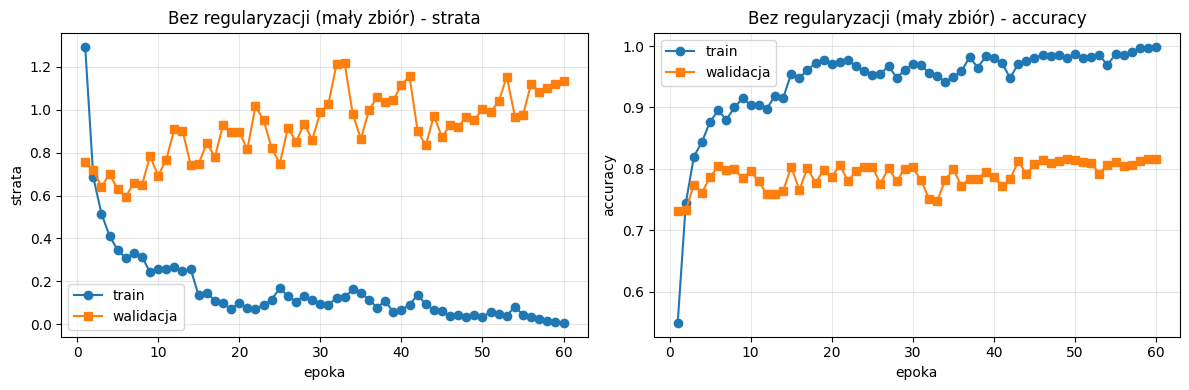 Bez regularyzacji (mały zbiór) - strata
1.2
1.0
0.8
0.6
0.4
0.2
0.0
strata
train
walidacja
0 10 20 30 40 50 60
epoka
Bez regularyzacji (mały zbiór) - accuracy
1.0
0.9
0.8
0.7
0.6
accuracy
train
walidacja
0 10 20 30 40 50 60
epoka